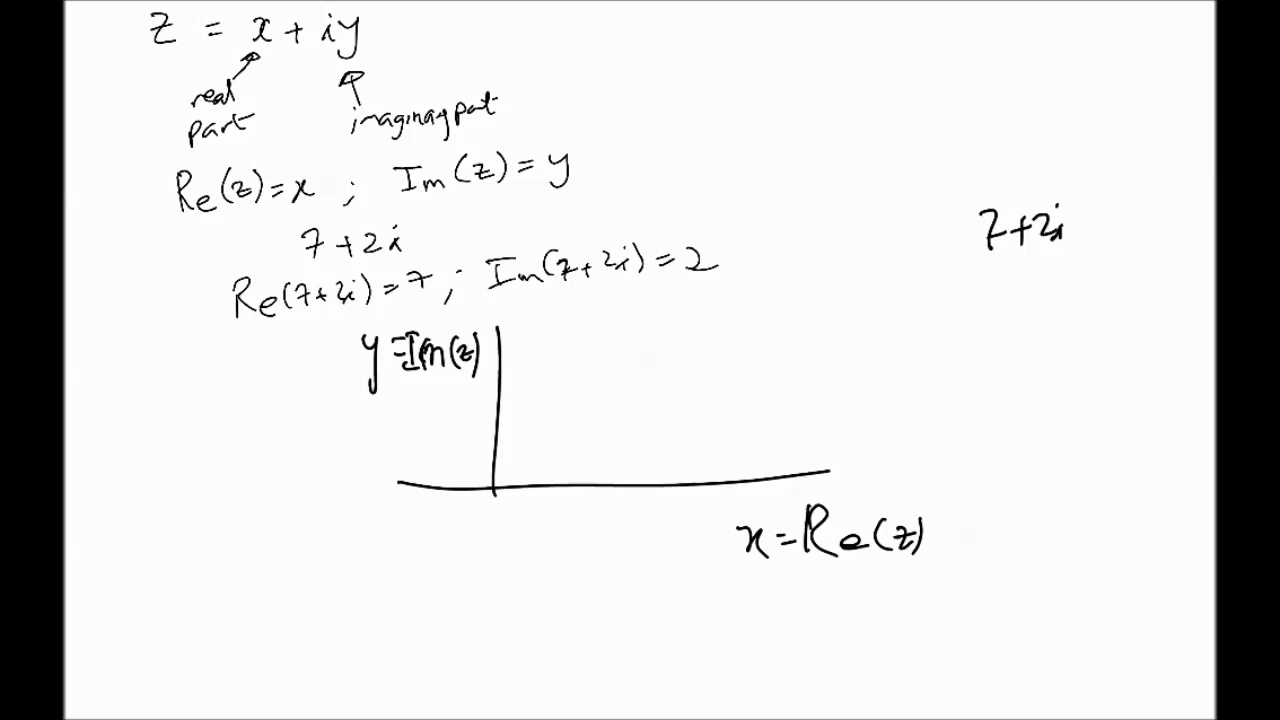 z = x + iy
real part
imaginary part
Re(z)=x ; Im(z)=y
7+2i
7+2i
Re(7+2i)=7 ; Im(7+2i)=2
y=Im(z)
x=Re(z)